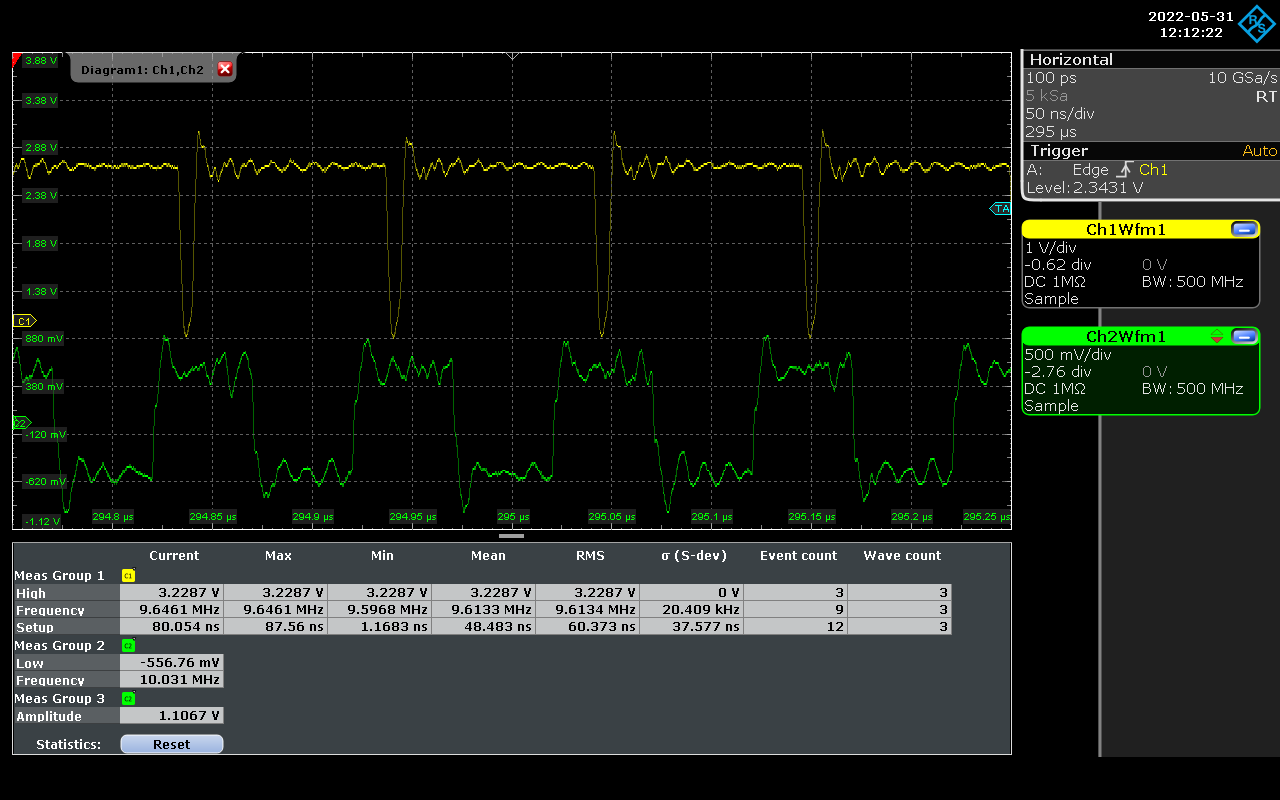 2022-05-31
12:12:22
R S
Diagram1: Ch1,Ch2
3.88 V
3.38 V
2.88 V
2.38 V
1.88 V
1.38 V
880 mV
380 mV
-120 mV
-620 mV
-1.12 V
C1
C2
TA
294.8 µs 294.85 µs 294.9 µs 294.95 µs 295 µs 295.05 µs 295.1 µs 295.15 µs 295.2 µs 295.25 µs
Horizontal
100 ps 10 GSa/s
5 kSa RT
50 ns/div
295 µs
Trigger Auto
A: Edge Ch1
Level: 2.3431 V
Ch1Wfm1
1 V/div
-0.62 div 0 V
DC 1MΩ BW: 500 MHz
Sample
Ch2Wfm1
500 mV/div
-2.76 div 0 V
DC 1MΩ BW: 500 MHz
Sample
Current Max Min Mean RMS σ (S-dev) Event count Wave count
Meas Group 1 C1
High 3.2287 V 3.2287 V 3.2287 V 3.2287 V 3.2287 V 0 V 3 3
Frequency 9.6461 MHz 9.6461 MHz 9.5968 MHz 9.6133 MHz 9.6134 MHz 20.409 kHz 9 3
Setup 80.054 ns 87.56 ns 1.1683 ns 48.483 ns 60.373 ns 37.577 ns 12 3
Meas Group 2 C2
Low -556.76 mV
Frequency 10.031 MHz
Meas Group 3 C2
Amplitude 1.1067 V
Statistics: Reset